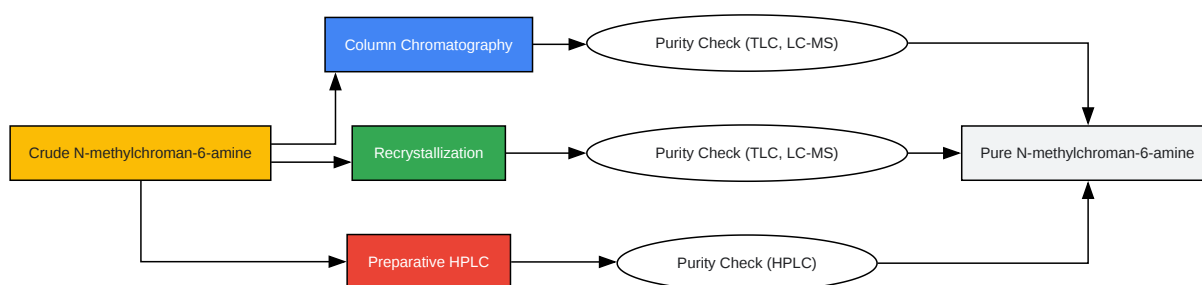 Column Chromatography
Purity Check (TLC, LC-MS)
Crude N-methylchroman-6-amine
Recrystallization
Purity Check (TLC, LC-MS)
Pure N-methylchroman-6-amine
Preparative HPLC
Purity Check (HPLC)